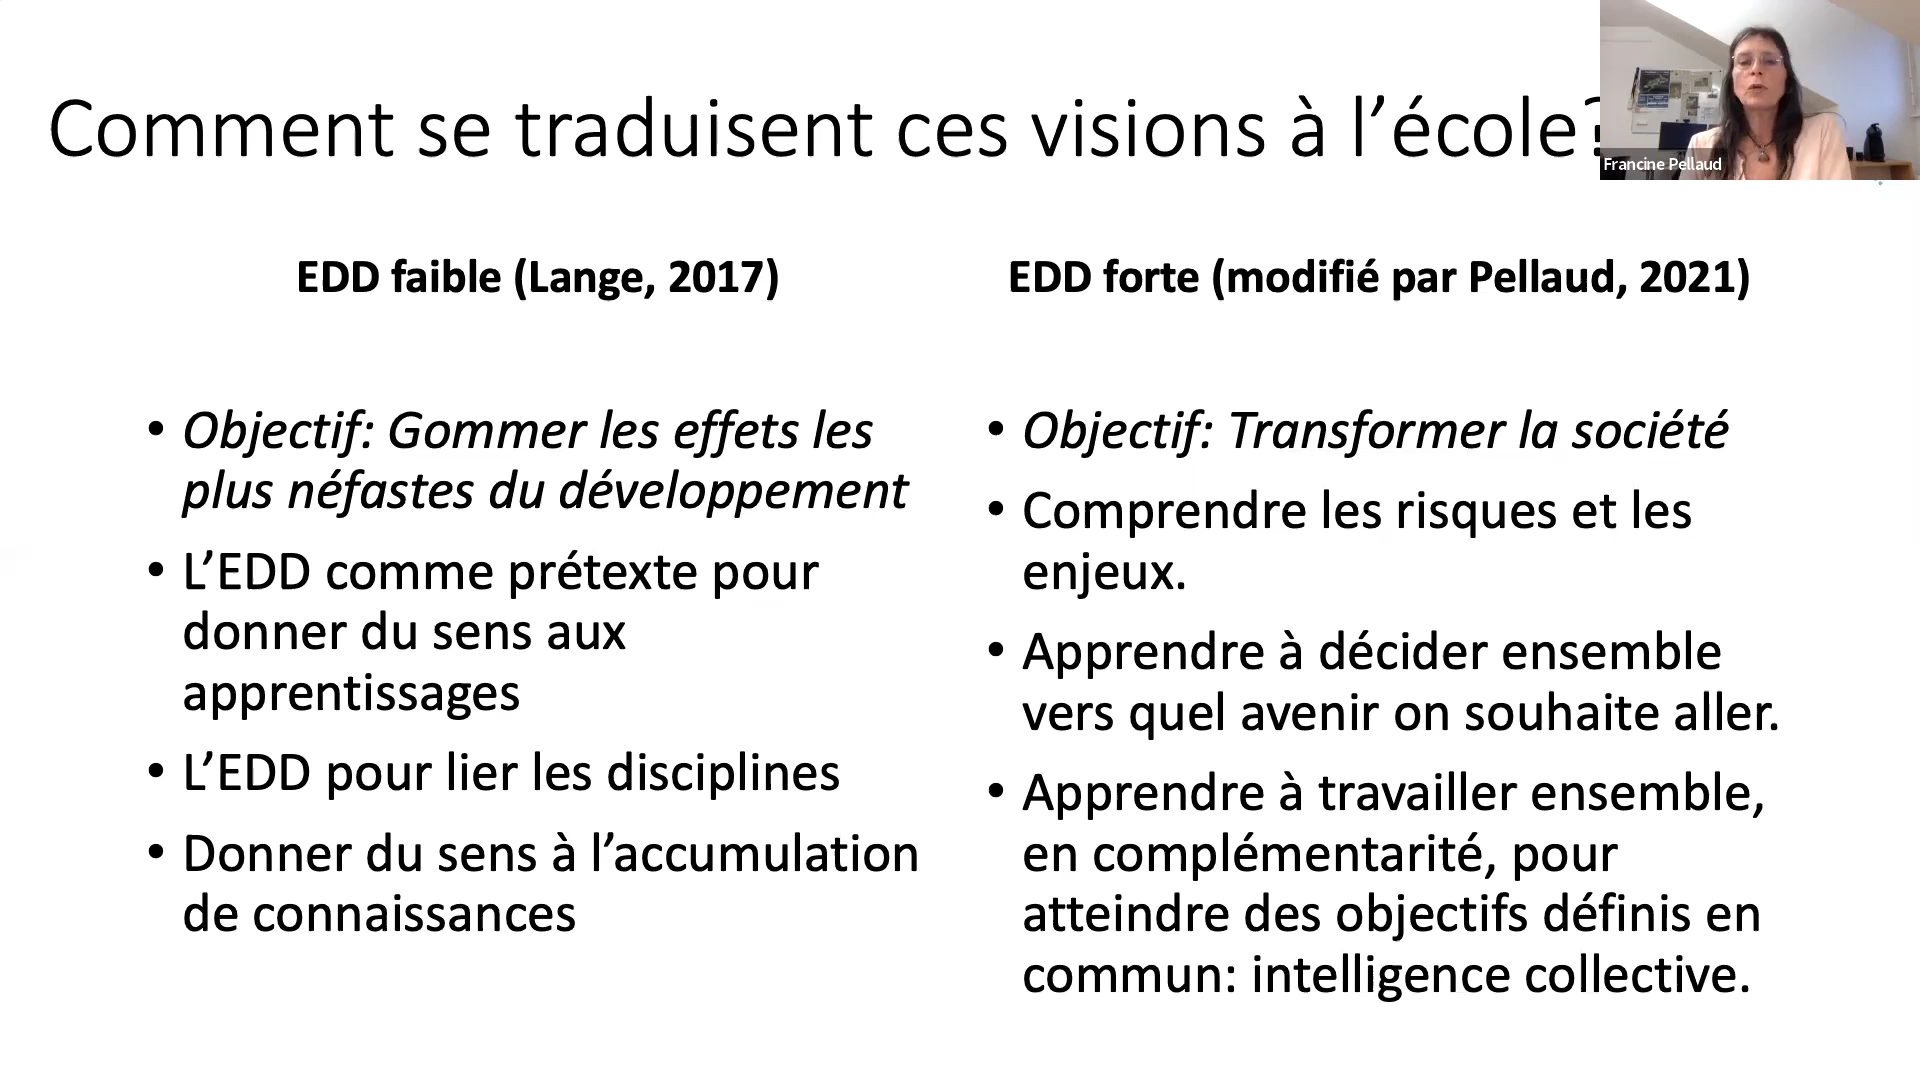 Comment se traduisent ces visions à l’école?
Francine Pellaud
EDD faible (Lange, 2017)
• Objectif: Gommer les effets les
plus néfastes du développement
• L’EDD comme prétexte pour
donner du sens aux
apprentissages
• L’EDD pour lier les disciplines
• Donner du sens à l’accumulation
de connaissances
EDD forte (modifié par Pellaud, 2021)
• Objectif: Transformer la société
• Comprendre les risques et les
enjeux.
• Apprendre à décider ensemble
vers quel avenir on souhaite aller.
• Apprendre à travailler ensemble,
en complémentarité, pour
atteindre des objectifs définis en
commun: intelligence collective.